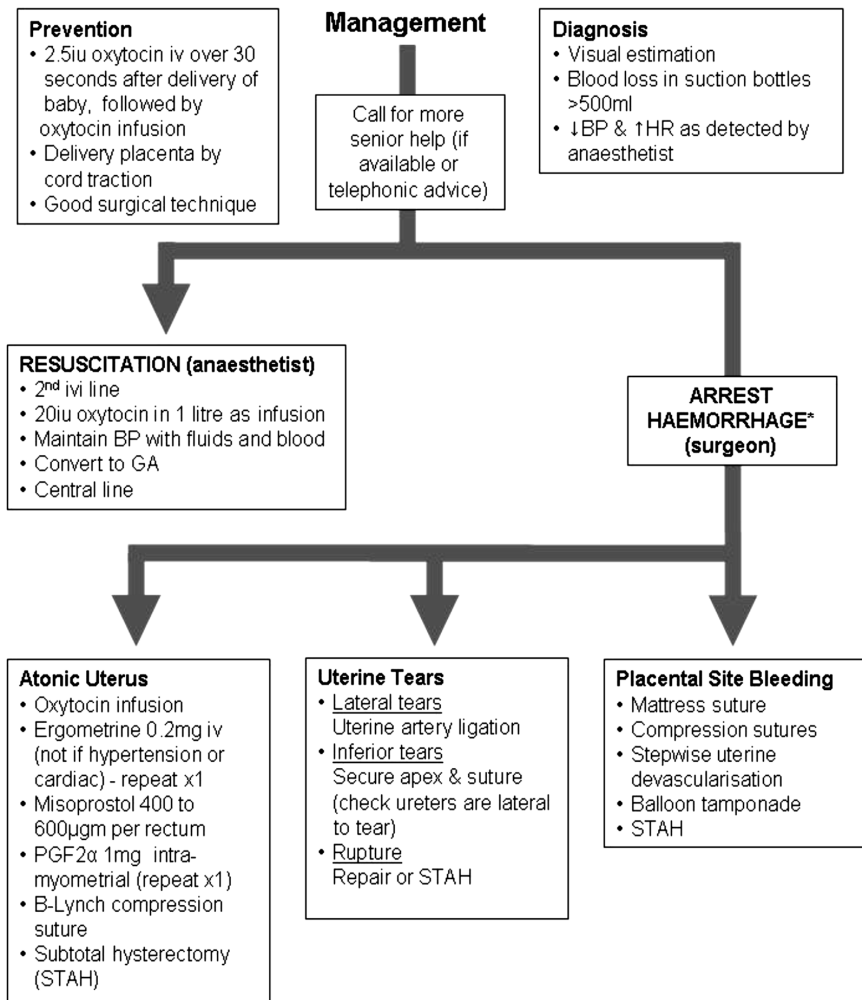 Management
Prevention
• 2.5iu oxytocin iv over 30
seconds after delivery of
baby, followed by
oxytocin infusion
• Delivery placenta by
cord traction
• Good surgical technique
Call for more
senior help (if
available or
telephonic advice)
Diagnosis
• Visual estimation
• Blood loss in suction bottles
>500ml
• ↓BP & ↑HR as detected by
anaesthetist
RESUSCITATION (anaesthetist)
• 2nd ivi line
• 20iu oxytocin in 1 litre as infusion
• Maintain BP with fluids and blood
• Convert to GA
• Central line
ARREST
HAEMORRHAGE*
(surgeon)
Atonic Uterus
• Oxytocin infusion
• Ergometrine 0.2mg iv
(not if hypertension or
cardiac) - repeat x1
• Misoprostol 400 to
600µgm per rectum
• PGF2α 1mg intra-
myometrial (repeat x1)
• B-Lynch compression
suture
• Subtotal hysterectomy
(STAH)
Uterine Tears
• Lateral tears
Uterine artery ligation
• Inferior tears
Secure apex & suture
(check ureters are lateral
to tear)
• Rupture
Repair or STAH
Placental Site Bleeding
• Mattress suture
• Compression sutures
• Stepwise uterine
devascularisation
• Balloon tamponade
• STAH